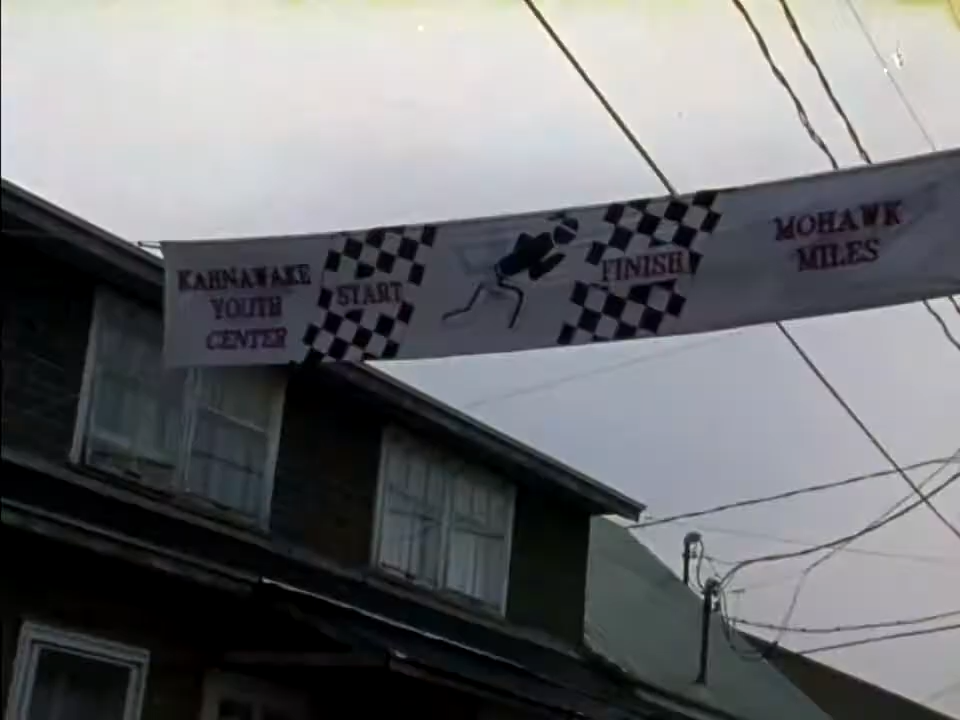 KAHNAWAKE
YOUTH
CENTER
START
FINISH
MOHAWK
MILES